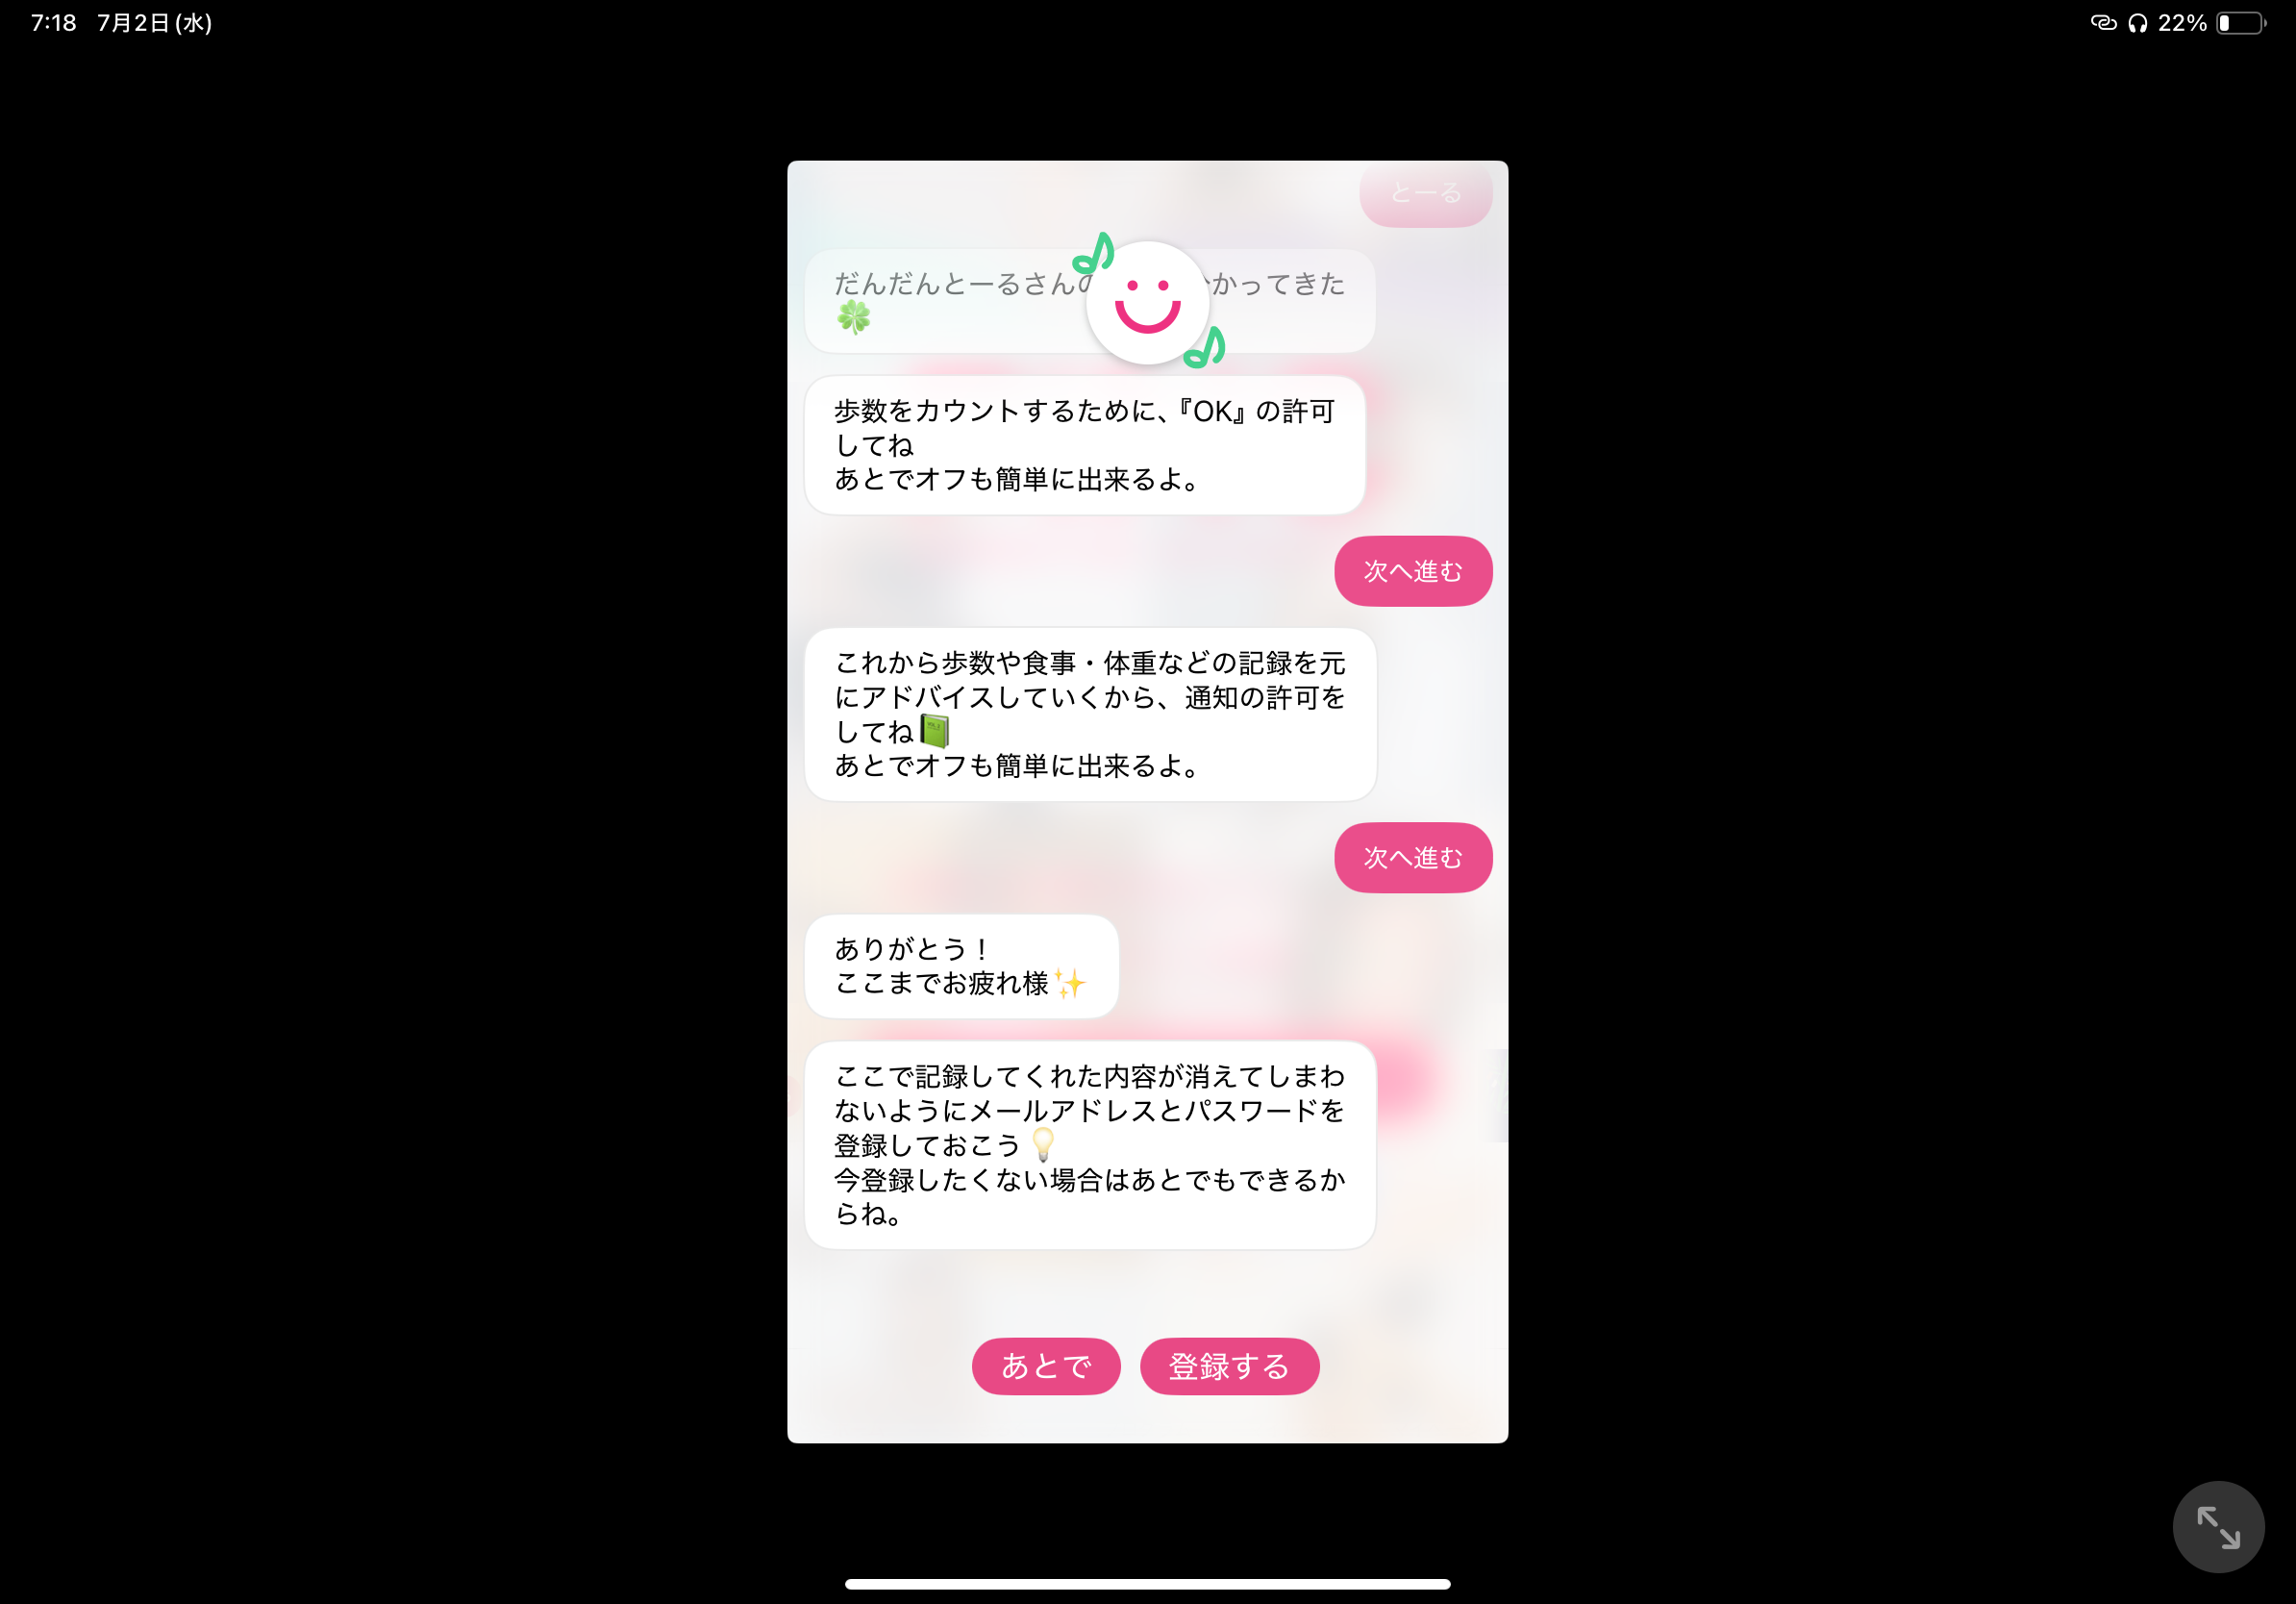 7:18 7月2日(水)
22%
とーる
だんだんとーるさんの かってきた
🍀
歩数をカウントするために、『OK』の許可
してね
あとでオフも簡単に出来るよ。
次へ進む
これから歩数や食事・体重などの記録を元
にアドバイスしていくから、通知の許可を
してね📗
あとでオフも簡単に出来るよ。
次へ進む
ありがとう！
ここまでお疲れ様✨
ここで記録してくれた内容が消えてしまわ
ないようにメールアドレスとパスワードを
登録しておこう💡
今登録したくない場合はあとでもできるか
らね。
あとで
登録する